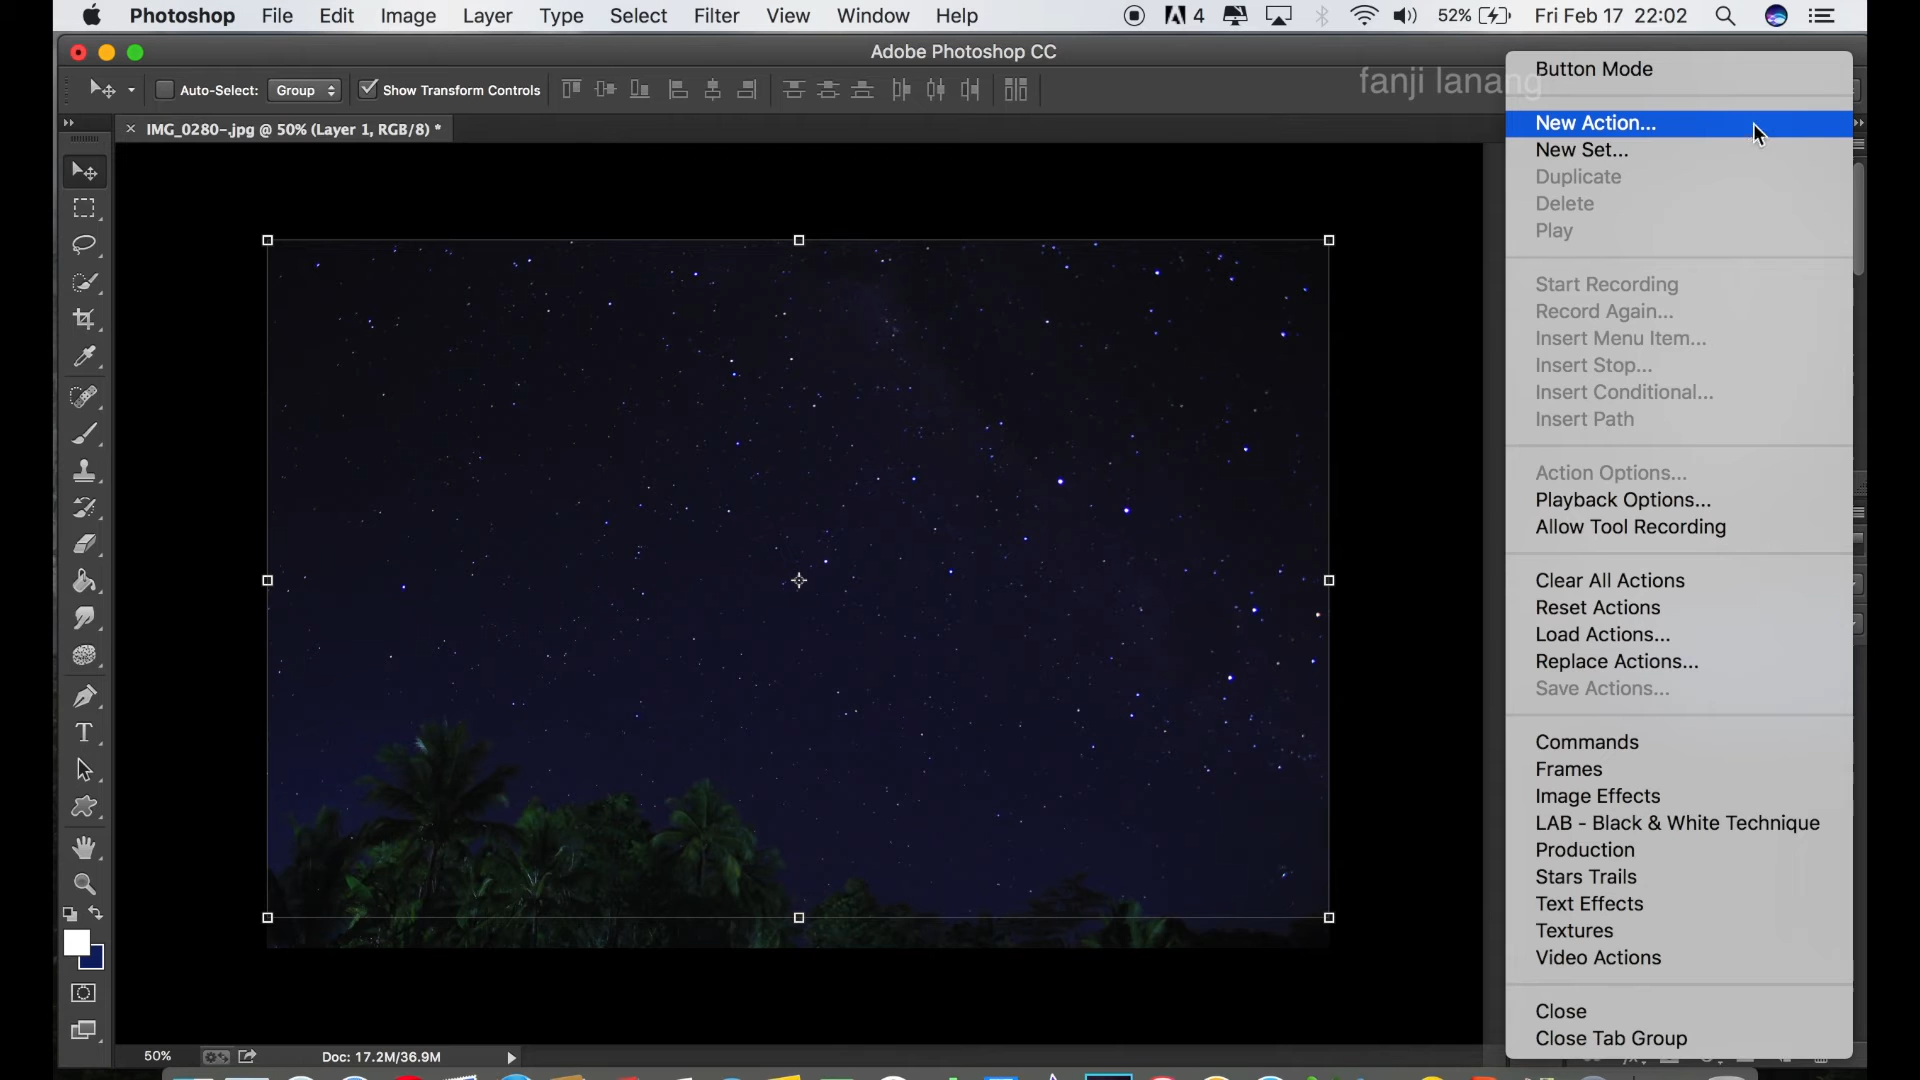 Photoshop File Edit Image Layer Type Select Filter View Window Help 4 52% Fri Feb 17 22:02
Adobe Photoshop CC
Auto-Select: Group Show Transform Controls
fanji lanang
IMG_0280-.jpg @ 50% (Layer 1, RGB/8) *
Button Mode
New Action...
New Set...
Duplicate
Delete
Play
Start Recording
Record Again...
Insert Menu Item...
Insert Stop...
Insert Conditional...
Insert Path
Action Options...
Playback Options...
Allow Tool Recording
Clear All Actions
Reset Actions
Load Actions...
Replace Actions...
Save Actions...
Commands
Frames
Image Effects
LAB - Black & White Technique
Production
Stars Trails
Text Effects
Textures
Video Actions
Close
Close Tab Group
50% Doc: 17.2M/36.9M